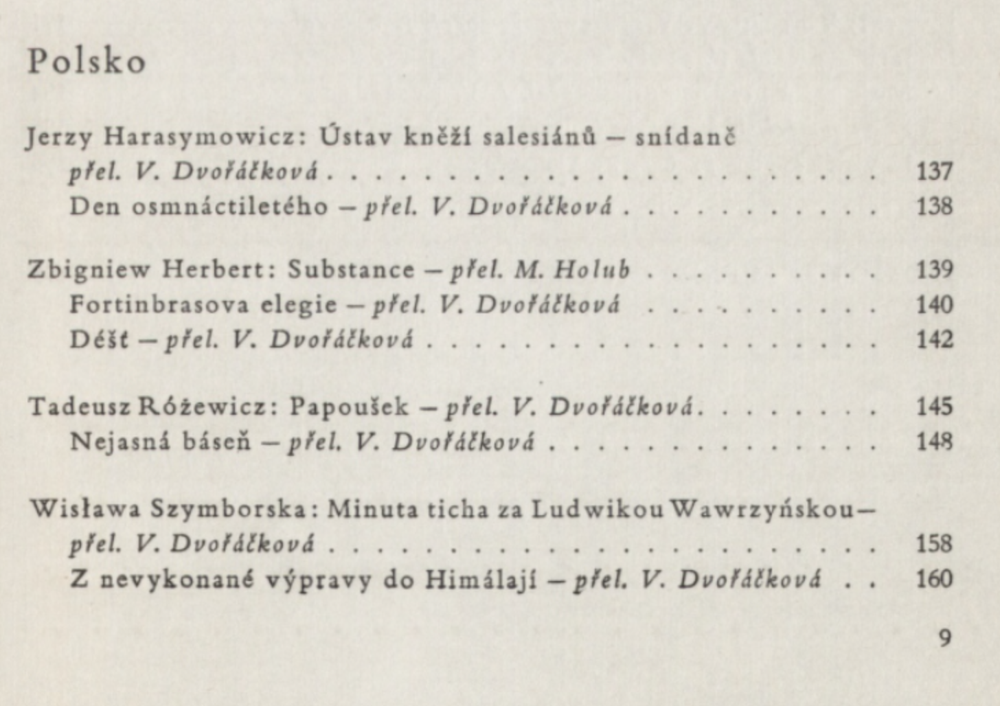 Polsko
Jerzy Harasymowicz: Ústav kněží salesiánů — snídanč
přel. V. Dvořáčková . . . . . . . . . . . . . . . . . . . . . . . 137
Den osmnáctiletého — přel. V. Dvořáčková . . . . . . . . . . . 138
Zbigniew Herbert: Substance — přel. M. Holub . . . . . . . . . . 139
Fortinbrasova elegie — přel. V. Dvořáčková . . . . . . . . . . 140
Déšť — přel. V. Dvořáčková . . . . . . . . . . . . . . . . . . . 142
Tadeusz Różewicz: Papoušek — přel. V. Dvořáčková . . . . . . . . 145
Nejasná báseň — přel. V. Dvořáčková . . . . . . . . . . . . . . 148
Wisława Szymborska: Minuta ticha za Ludwikou Wawrzyńskou —
přel. V. Dvořáčková . . . . . . . . . . . . . . . . . . . . . . . 158
Z nevykonané výpravy do Himálají — přel. V. Dvořáčková . . 160
9